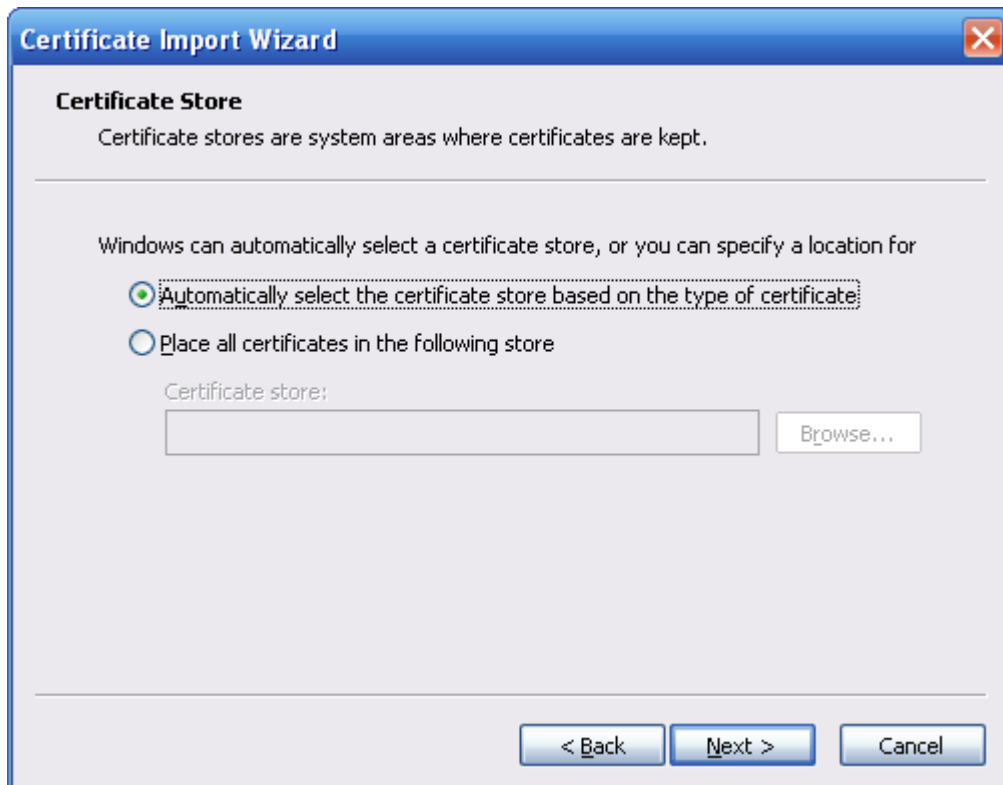 Certificate Import Wizard
Certificate Store
Certificate stores are system areas where certificates are kept.
Windows can automatically select a certificate store, or you can specify a location for
Automatically select the certificate store based on the type of certificate
Place all certificates in the following store
Certificate store:
Browse...
< Back
Next >
Cancel